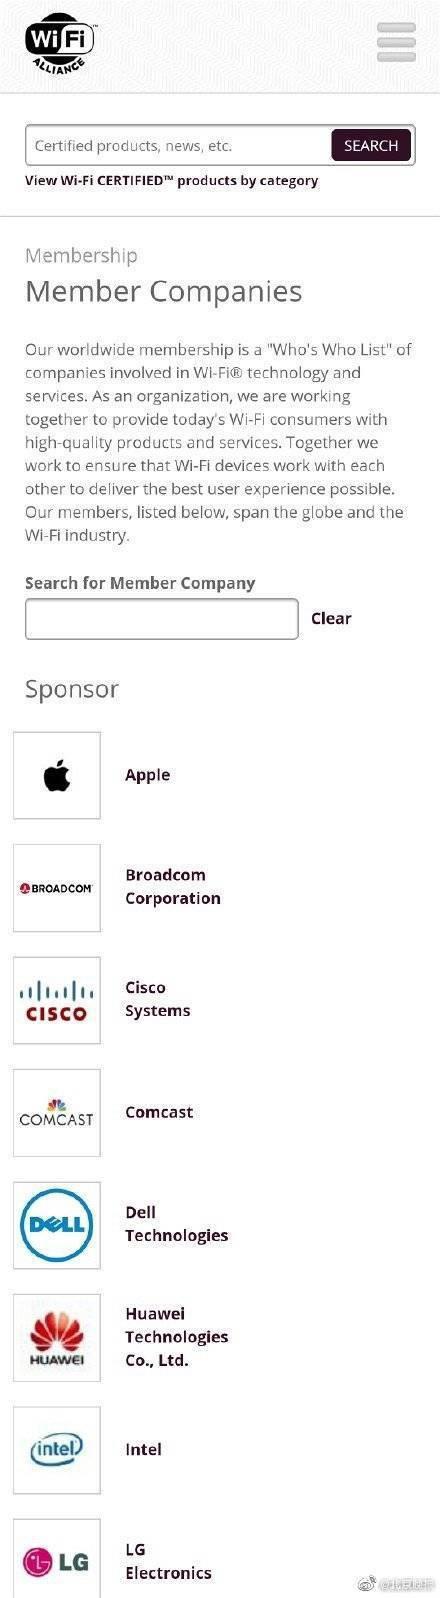 Wi Fi
ALLIANCE
Certified products, news, etc.
SEARCH
View Wi-Fi CERTIFIED™ products by category
Membership
Member Companies
Our worldwide membership is a "Who's Who List" of
companies involved in Wi-Fi® technology and
services. As an organization, we are working
together to provide today's Wi-Fi consumers with
high-quality products and services. Together we
work to ensure that Wi-Fi devices work with each
other to deliver the best user experience possible.
Our members, listed below, span the globe and the
Wi-Fi industry.
Search for Member Company
Clear
Sponsor
Apple
BROADCOM
Broadcom
Corporation
CISCO
Cisco
Systems
COMCAST
Comcast
DELL
Dell
Technologies
HUAWEI
Huawei
Technologies
Co., Ltd.
intel
Intel
LG
LG
Electronics